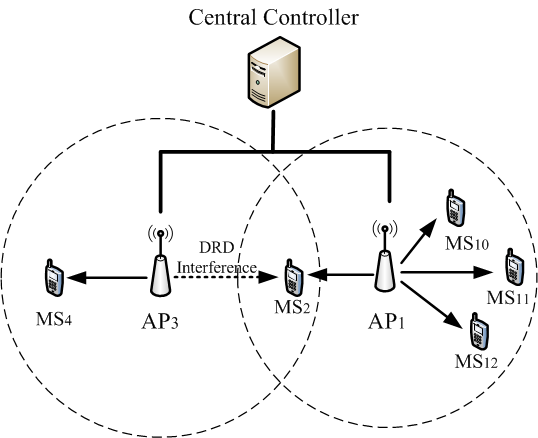 Central Controller
DRD
Interference
MS10
MS4
AP3
MS2
AP1
MS11
MS12